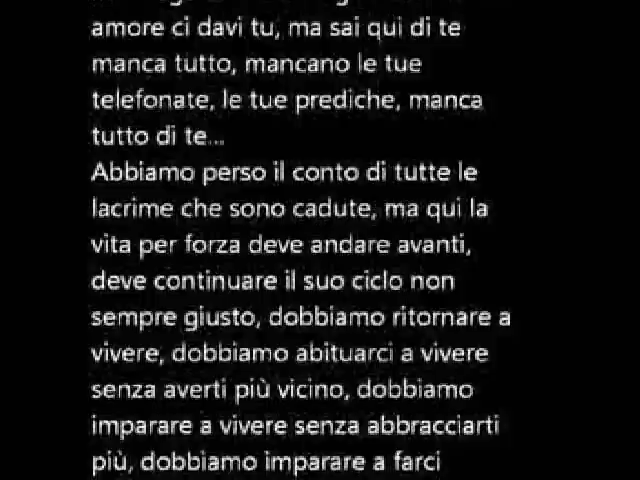 amore ci davi tu, ma sai qui di te
manca tutto, mancano le tue
telefonate, le tue prediche, manca
tutto di te...
Abbiamo perso il conto di tutte le
lacrime che sono cadute, ma qui la
vita per forza deve andare avanti,
deve continuare il suo ciclo non
sempre giusto, dobbiamo ritornare a
vivere, dobbiamo abituarci a vivere
senza averti più vicino, dobbiamo
imparare a vivere senza abbracciarti
più, dobbiamo imparare a farci